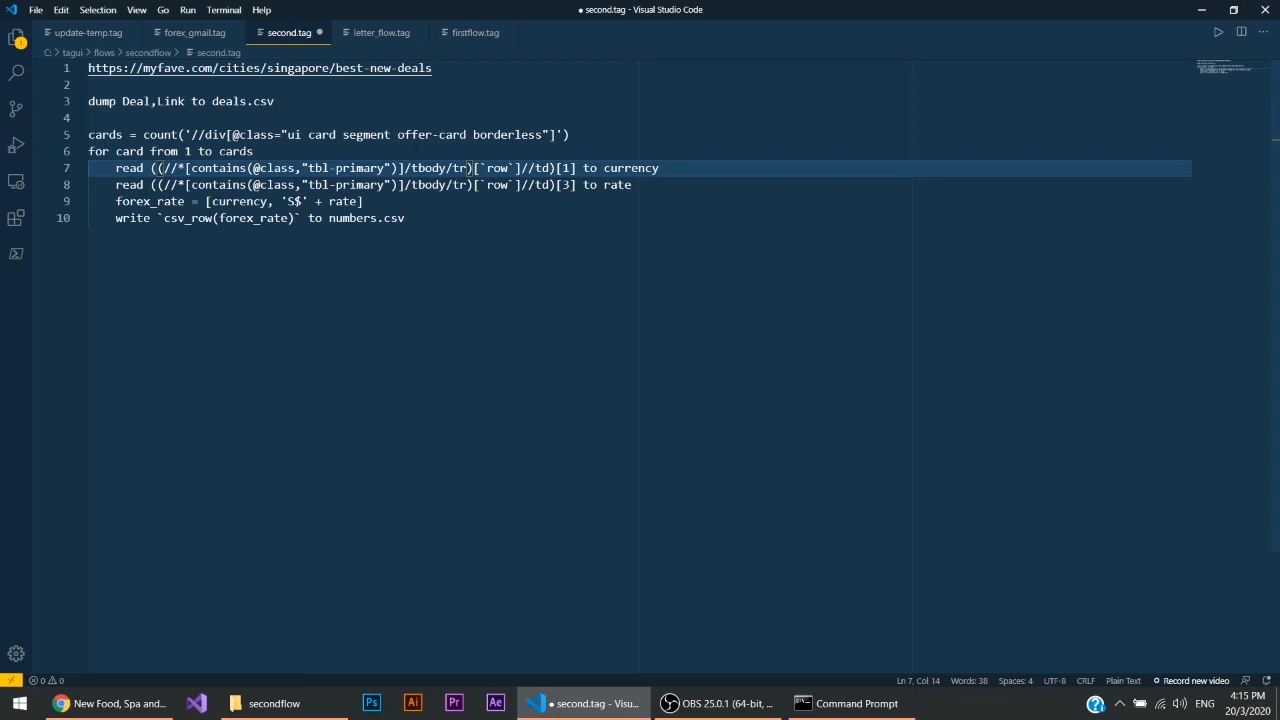 File Edit Selection View Go Run Terminal Help
● second.tag - Visual Studio Code
update-temp.tag forex_gmail.tag second.tag letter_flow.tag firstflow.tag
C: > tagui > flows > secondflow > second.tag
1 https://myfave.com/cities/singapore/best-new-deals
2
3 dump Deal,Link to deals.csv
4
5 cards = count('//div[@class="ui card segment offer-card borderless"]')
6 for card from 1 to cards
7 read ((//*[contains(@class,"tbl-primary")]/tbody/tr)[`row`]//td)[1] to currency
8 read ((//*[contains(@class,"tbl-primary")]/tbody/tr)[`row`]//td)[3] to rate
9 forex_rate = [currency, 'S$' + rate]
10 write `csv_row(forex_rate)` to numbers.csv
0 0 Ln 7, Col 14 Words: 38 Spaces: 4 UTF-8 CRLF Plain Text Record new video
New Food, Spa and... secondflow Ps Ai Pr Ae ● second.tag - Visu... OBS 25.0.1 (64-bit, ... Command Prompt ENG 4:15 PM
20/3/2020